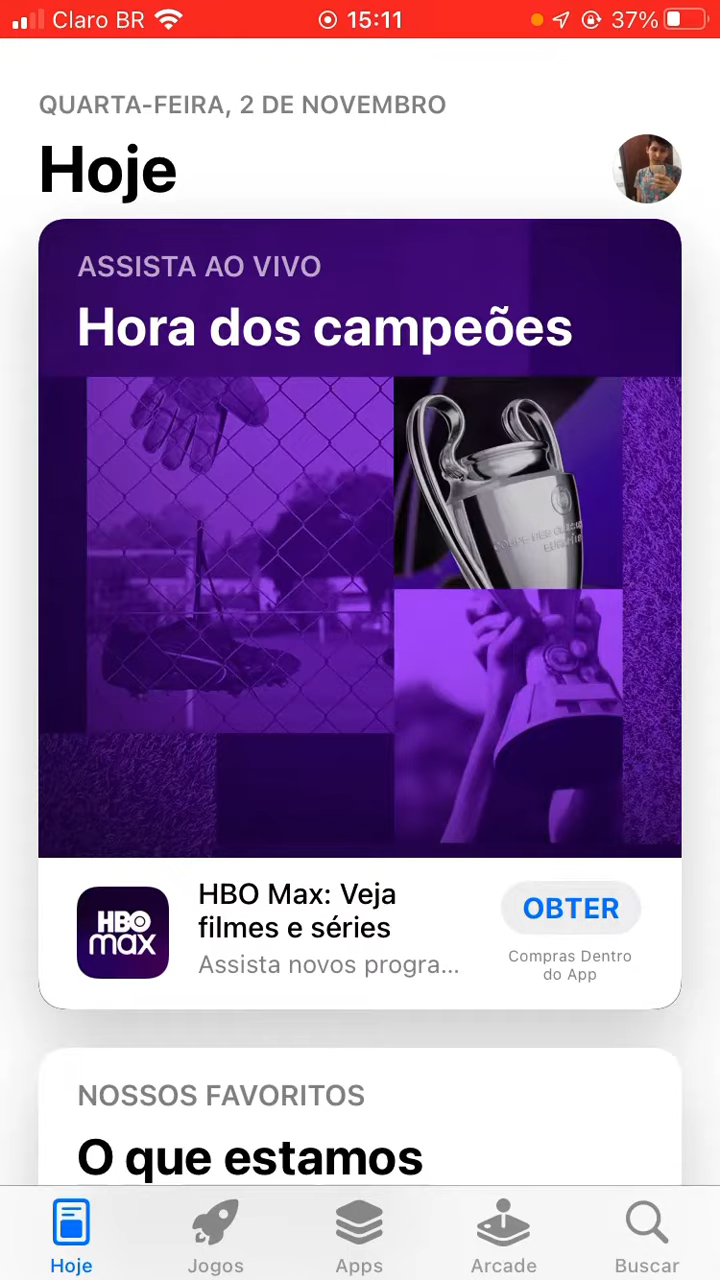 Claro BR 15:11 37%
QUARTA-FEIRA, 2 DE NOVEMBRO
Hoje
ASSISTA AO VIVO
Hora dos campeões
HBO
max
HBO Max: Veja
filmes e séries
Assista novos progra...
OBTER
Compras Dentro
do App
NOSSOS FAVORITOS
O que estamos
Hoje Jogos Apps Arcade Buscar